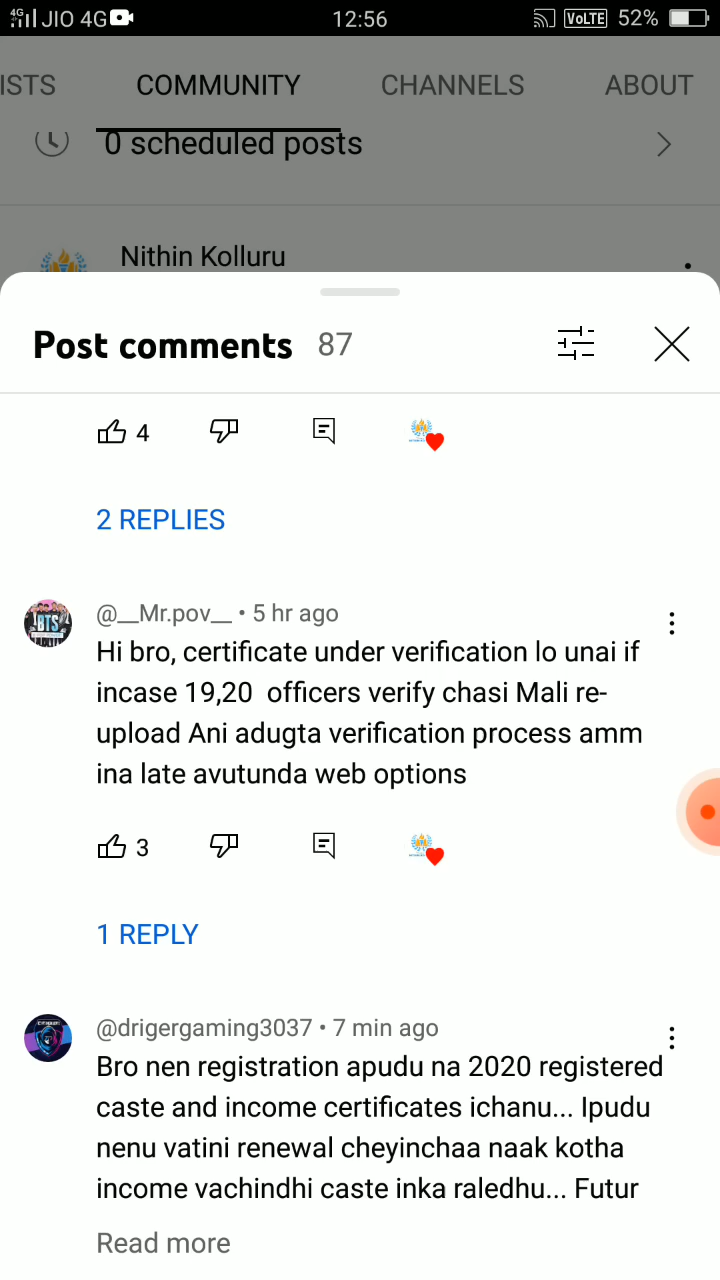 4G JIO 4G 12:56 VoLTE 52%
ISTS COMMUNITY CHANNELS ABOUT
0 scheduled posts
Nithin Kolluru
Post comments 87
4
2 REPLIES
@__Mr.pov__ • 5 hr ago
BTS
Hi bro, certificate under verification lo unai if
incase 19,20 officers verify chasi Mali re-
upload Ani adugta verification process amm
ina late avutunda web options
3
1 REPLY
@drigergaming3037 • 7 min ago
Bro nen registration apudu na 2020 registered
caste and income certificates ichanu... Ipudu
nenu vatini renewal cheyinchaa naak kotha
income vachindhi caste inka raledhu... Futur
Read more